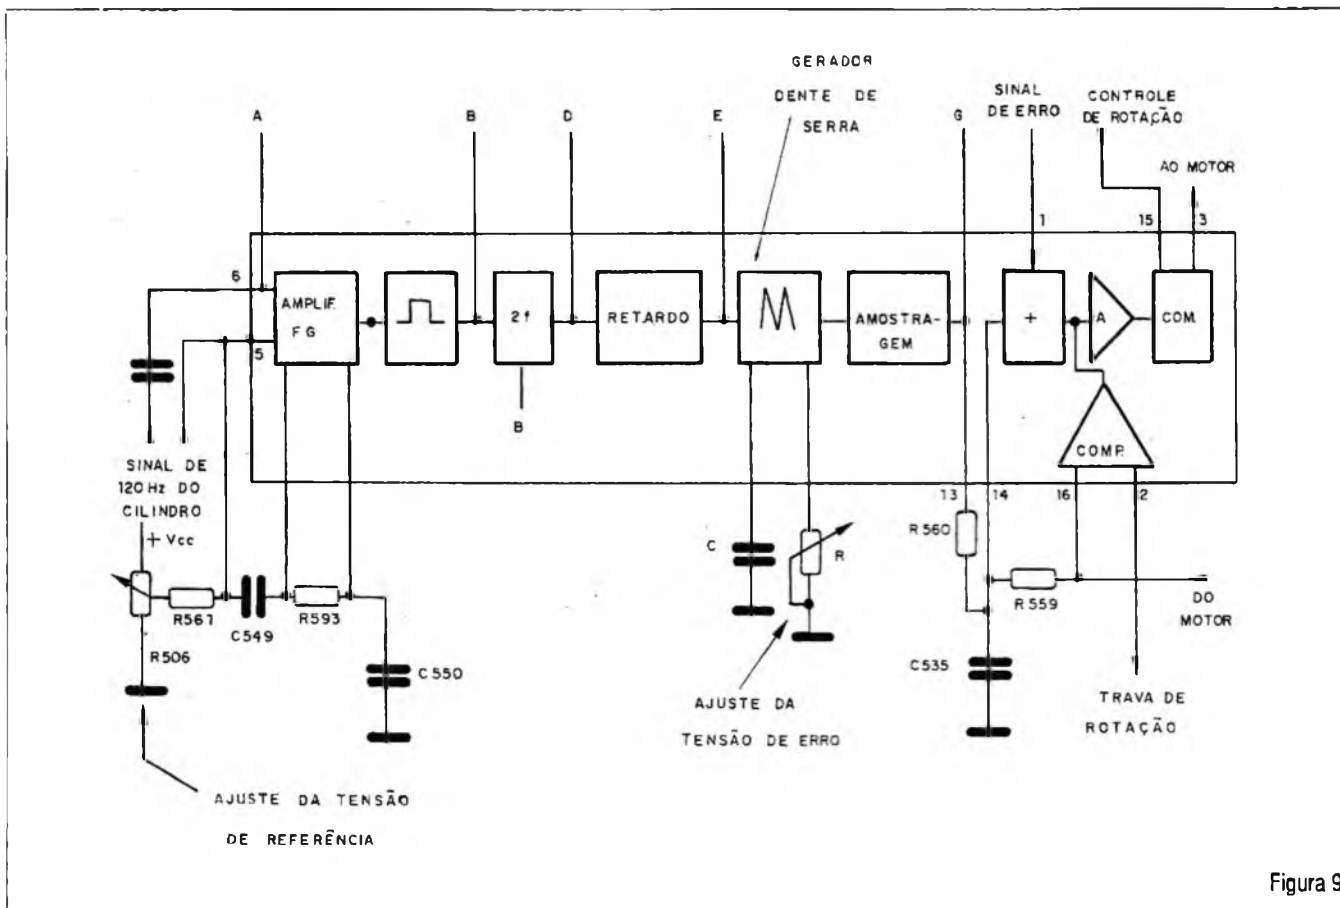 GERADOR
DENTE DE
SERRA
A
B
D
E
G
SINAL
DE ERRO
CONTROLE
DE ROTAÇÃO
AO MOTOR
1
15
3
6
5
AMPLIF.
FG
2f
RETARDO
AMOSTRA-
GEM
+
A
COM.
B
COMP.
SINAL DE
120 Hz DO
CILINDRO
+ Vcc
13
14
16
2
R560
C
R
R 559
DO
MOTOR
R561
C549
R593
R506
C550
C535
AJUSTE DA
TENSÃO DE ERRO
TRAVA DE
ROTAÇÃO
AJUSTE DA TENSÃO
DE REFERÊNCIA
Figura 9